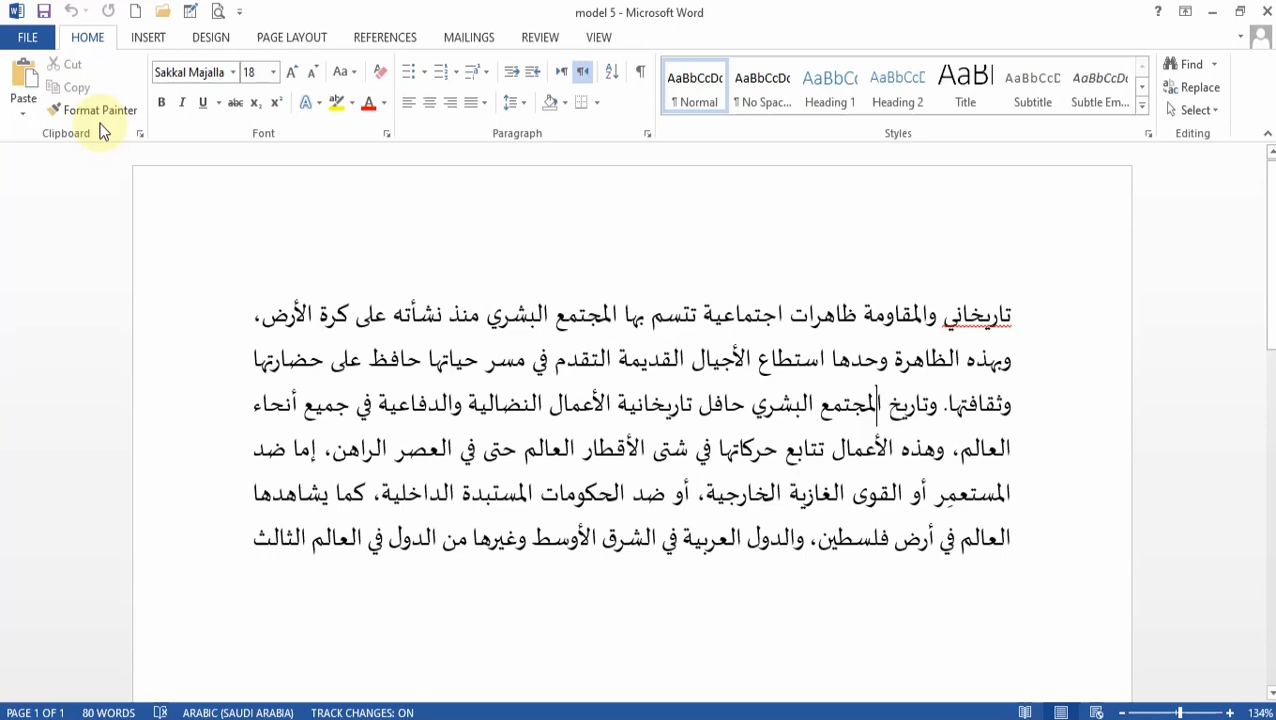 model 5 - Microsoft Word
?
FILE
HOME
INSERT
DESIGN
PAGE LAYOUT
REFERENCES
MAILINGS
REVIEW
VIEW
Paste
Cut
Copy
Format Painter
Clipboard
Sakkal Majalla
18
Font
Paragraph
AaBbCcDc
¶ Normal
AaBbCcDc
¶ No Spac...
AaBbCc
Heading 1
AaBbCcC
Heading 2
AaBl
Title
AaBbCcC
Subtitle
AaBbCcDc
Subtle Em...
Styles
Find
Replace
Select
Editing
تاريخاني والمقاومة ظاهرات اجتماعية تتسم بها المجتمع البشري منذ نشأته على كرة الأرض،
وبهذه الظاهرة وحدها استطاع الأجيال القديمة التقدم في مسر حياتها حافظ على حضارتها
وثقافتها. وتاريخ المجتمع البشري حافل تاريخانية الأعمال النضالية والدفاعية في جميع أنحاء
العالم، وهذه الأعمال تتابع حركاتها في شتى الأقطار العالم حتى في العصر الراهن، إما ضد
المستعمِر أو القوى الغازية الخارجية، أو ضد الحكومات المستبدة الداخلية، كما يشاهدها
العالم في أرض فلسطين، والدول العربية في الشرق الأوسط وغيرها من الدول في العالم الثالث
PAGE 1 OF 1
80 WORDS
ARABIC (SAUDI ARABIA)
TRACK CHANGES: ON
134%